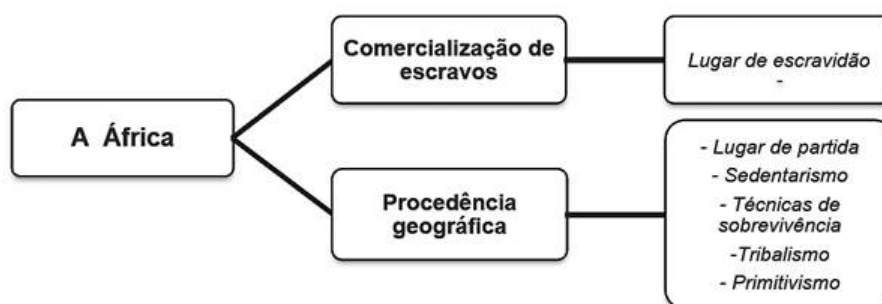 A África
Comercialização de
escravos
Lugar de escravidão
-
Procedência
geográfica
- Lugar de partida
- Sedentarismo
- Técnicas de
sobrevivência
-Tribalismo
- Primitivismo